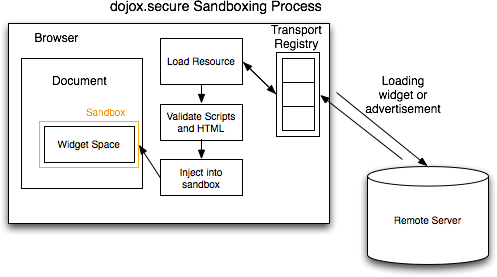 dojox.secure Sandboxing Process
Browser
Transport
Registry
Document
Load Resource
Loading
widget or
advertisement
Sandbox
Validate Scripts
and HTML
Widget Space
Inject into
sandbox
Remote Server